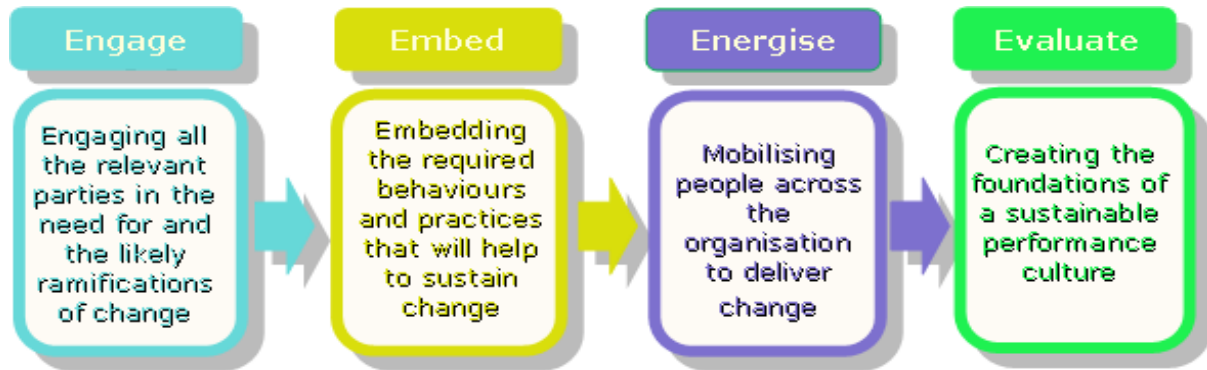 Engage
Engaging all
the relevant
parties in the
need for and
the likely
ramifications
of change
Embed
Embedding
the required
behaviours
and practices
that will help
to sustain
change
Energise
Mobilising
people across
the
organisation
to deliver
change
Evaluate
Creating the
foundations of
a sustainable
performance
culture